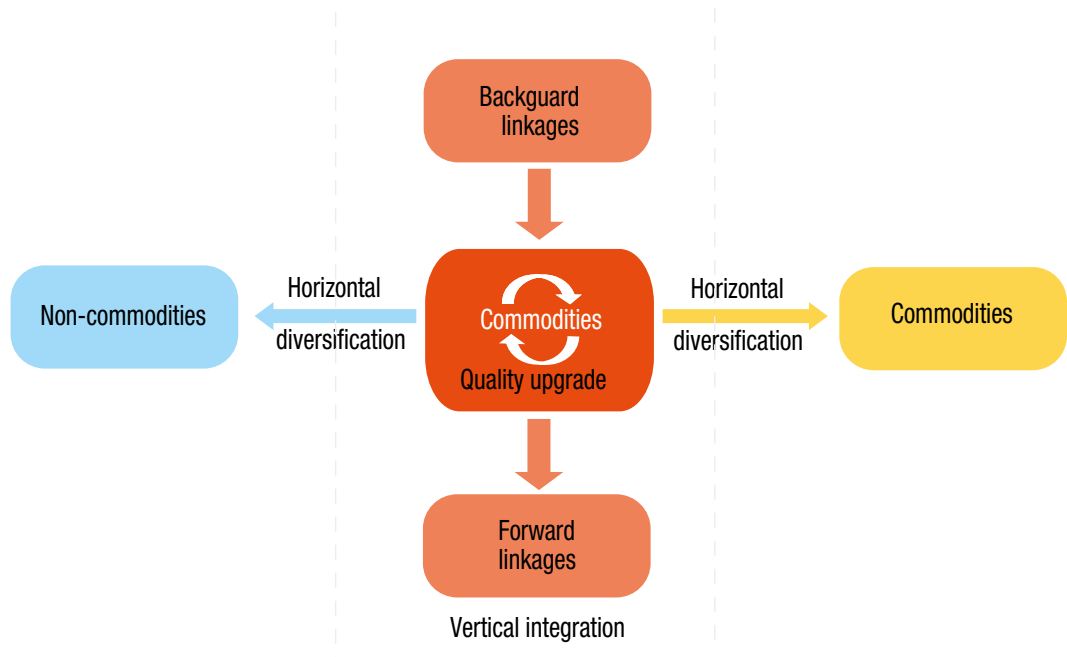 Backguard
linkages
Non-commodities
Horizontal
diversification
Commodities
Quality upgrade
Horizontal
diversification
Commodities
Forward
linkages
Vertical integration